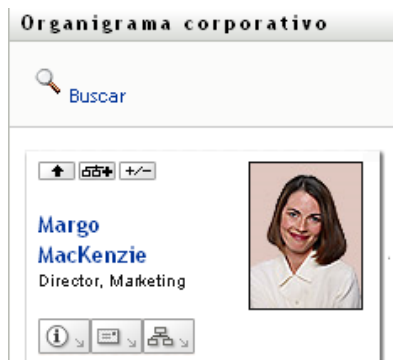 Organigrama corporativo
Buscar
+/-
Margo
MacKenzie
Director, Marketing